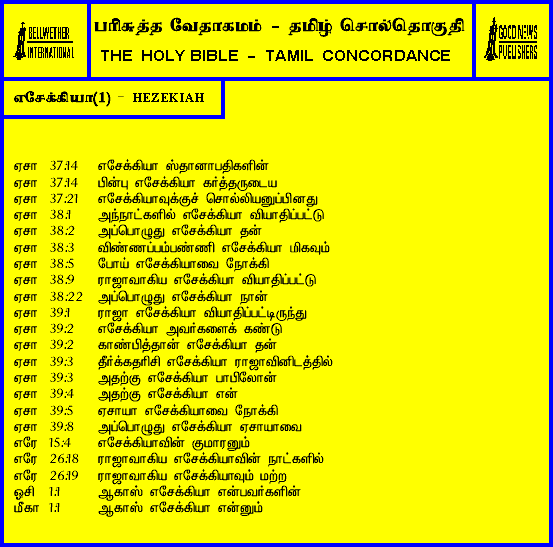 BELLWETHER
INTERNATIONAL
பரிசுத்த வேதாகமம் - தமிழ் சொல்தொகுதி
THE HOLY BIBLE - TAMIL CONCORDANCE
GOOD NEWS
PUBLISHERS
எசேக்கியா(1) - HEZEKIAH
ஏசா 37:14 எசேக்கியா ஸ்தானாபதிகளின்
ஏசா 37:14 பின்பு எசேக்கியா கர்த்தருடைய
ஏசா 37:21 எசேக்கியாவுக்குச் சொல்லியனுப்பினது
ஏசா 38:1 அந்நாட்களில் எசேக்கியா வியாதிப்பட்டு
ஏசா 38:2 அப்பொழுது எசேக்கியா தன்
ஏசா 38:3 விண்ணப்பம்பண்ணி எசேக்கியா மிகவும்
ஏசா 38:5 போய் எசேக்கியாவை நோக்கி
ஏசா 38:9 ராஜாவாகிய எசேக்கியா வியாதிப்பட்டு
ஏசா 38:22 அப்பொழுது எசேக்கியா நான்
ஏசா 39:1 ராஜா எசேக்கியா வியாதிப்பட்டிருந்து
ஏசா 39:2 எசேக்கியா அவர்களைக் கண்டு
ஏசா 39:2 காண்பித்தான் எசேக்கியா தன்
ஏசா 39:3 தீர்க்கதரிசி எசேக்கியா ராஜாவினிடத்தில்
ஏசா 39:3 அதற்கு எசேக்கியா பாபிலோன்
ஏசா 39:4 அதற்கு எசேக்கியா என்
ஏசா 39:5 ஏசாயா எசேக்கியாவை நோக்கி
ஏசா 39:8 அப்பொழுது எசேக்கியா ஏசாயாவை
எரே 15:4 எசேக்கியாவின் குமாரனும்
எரே 26:18 ராஜாவாகிய எசேக்கியாவின் நாட்களில்
எரே 26:19 ராஜாவாகிய எசேக்கியாவும் மற்ற
ஓசி 1:1 ஆகாஸ் எசேக்கியா என்பவர்களின்
மீகா 1:1 ஆகாஸ் எசேக்கியா என்னும்